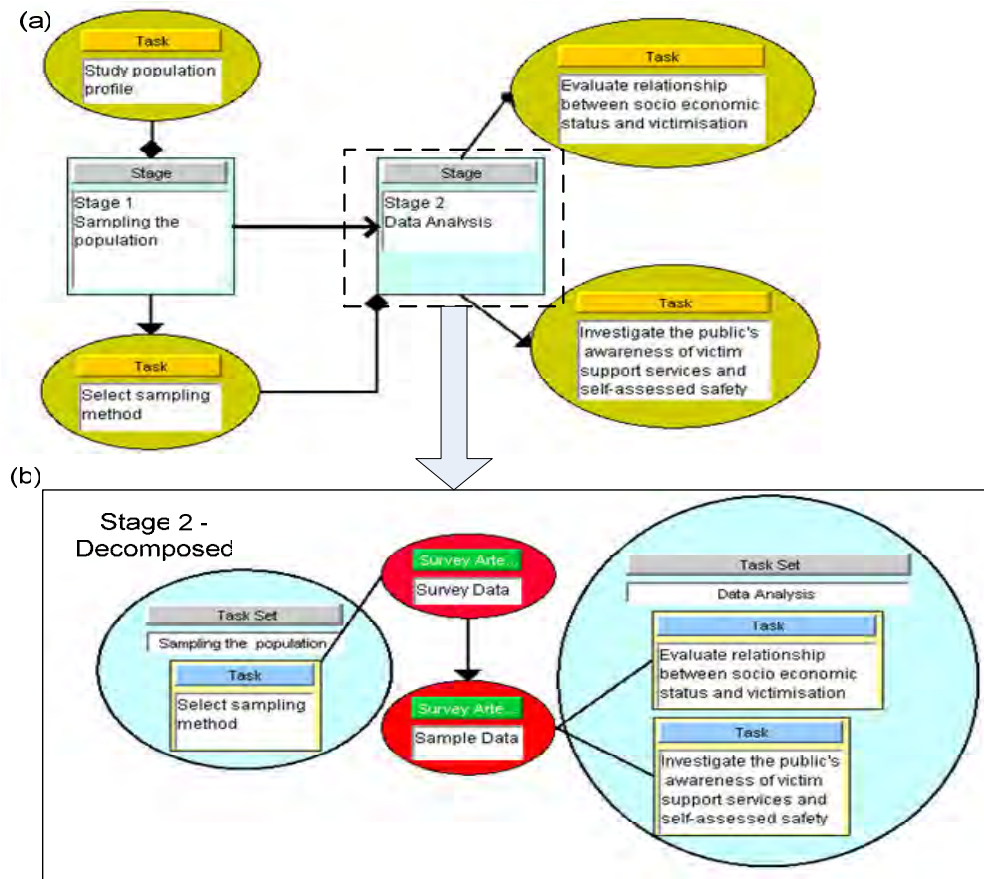 (a)
Task
Study population
profile
Stage
Stage 1
Sampling the
population
Task
Select sampling
method
Stage
Stage 2
Data Analysis
Task
Evaluate relationship
between socio economic
status and victimisation
Task
Investigate the public's
awareness of victim
support services and
self-assessed safety
(b)
Stage 2 -
Decomposed
Task Set
Sampling the population
Task
Select sampling
method
Survey Arte...
Survey Data
Survey Arte...
Sample Data
Task Set
Data Analysis
Task
Evaluate relationship
between socio economic
status and victimisation
Task
Investigate the public's
awareness of victim
support services and
self-assessed safety